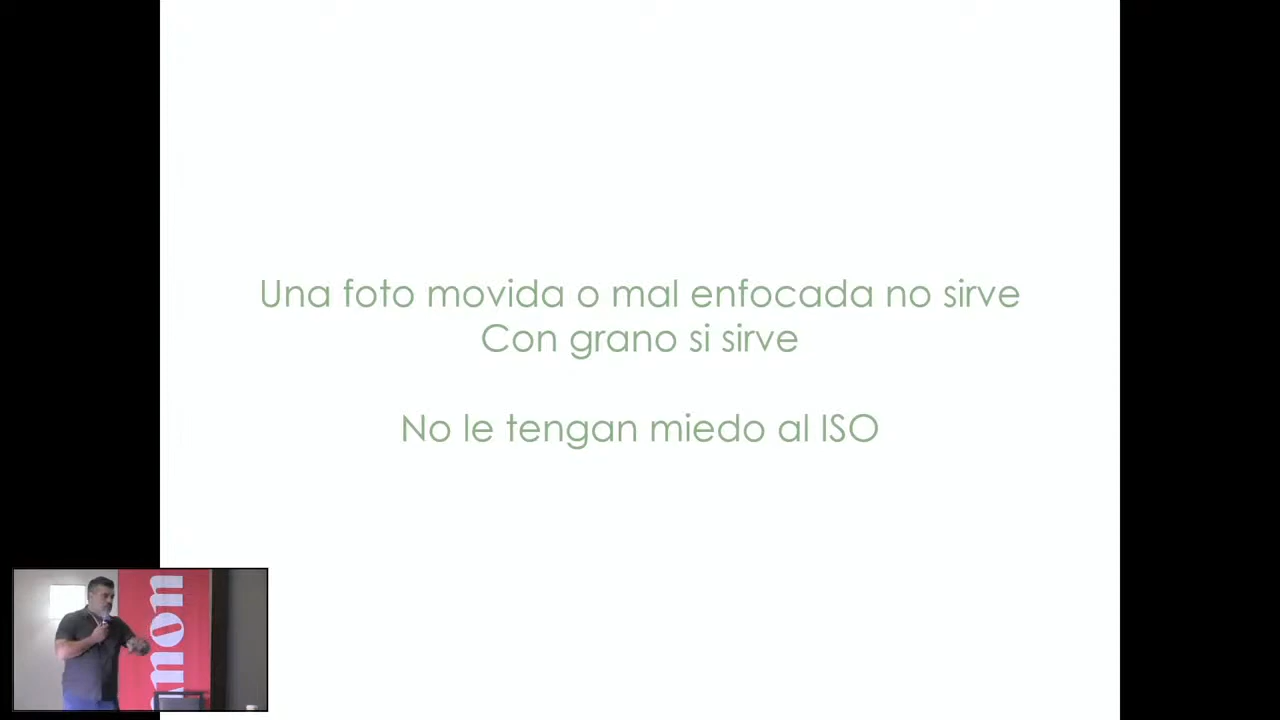 Una foto movida o mal enfocada no sirve
Con grano si sirve
No le tengan miedo al ISO